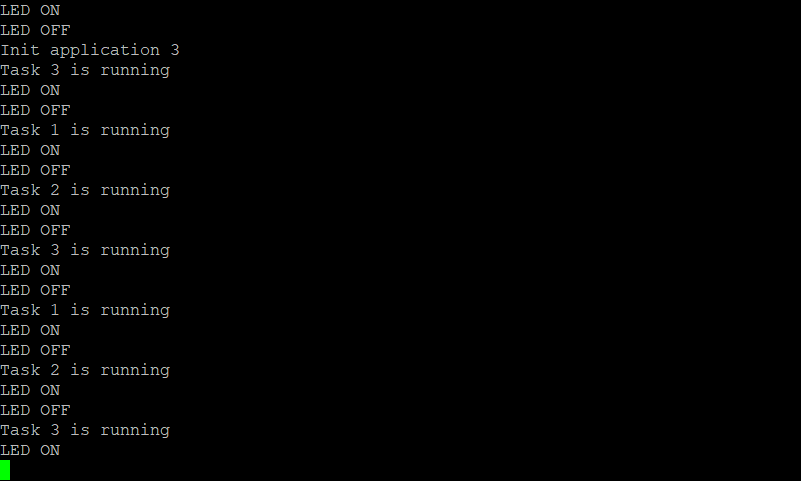 LED ON
LED OFF
Init application 3
Task 3 is running
LED ON
LED OFF
Task 1 is running
LED ON
LED OFF
Task 2 is running
LED ON
LED OFF
Task 3 is running
LED ON
LED OFF
Task 1 is running
LED ON
LED OFF
Task 2 is running
LED ON
LED OFF
Task 3 is running
LED ON